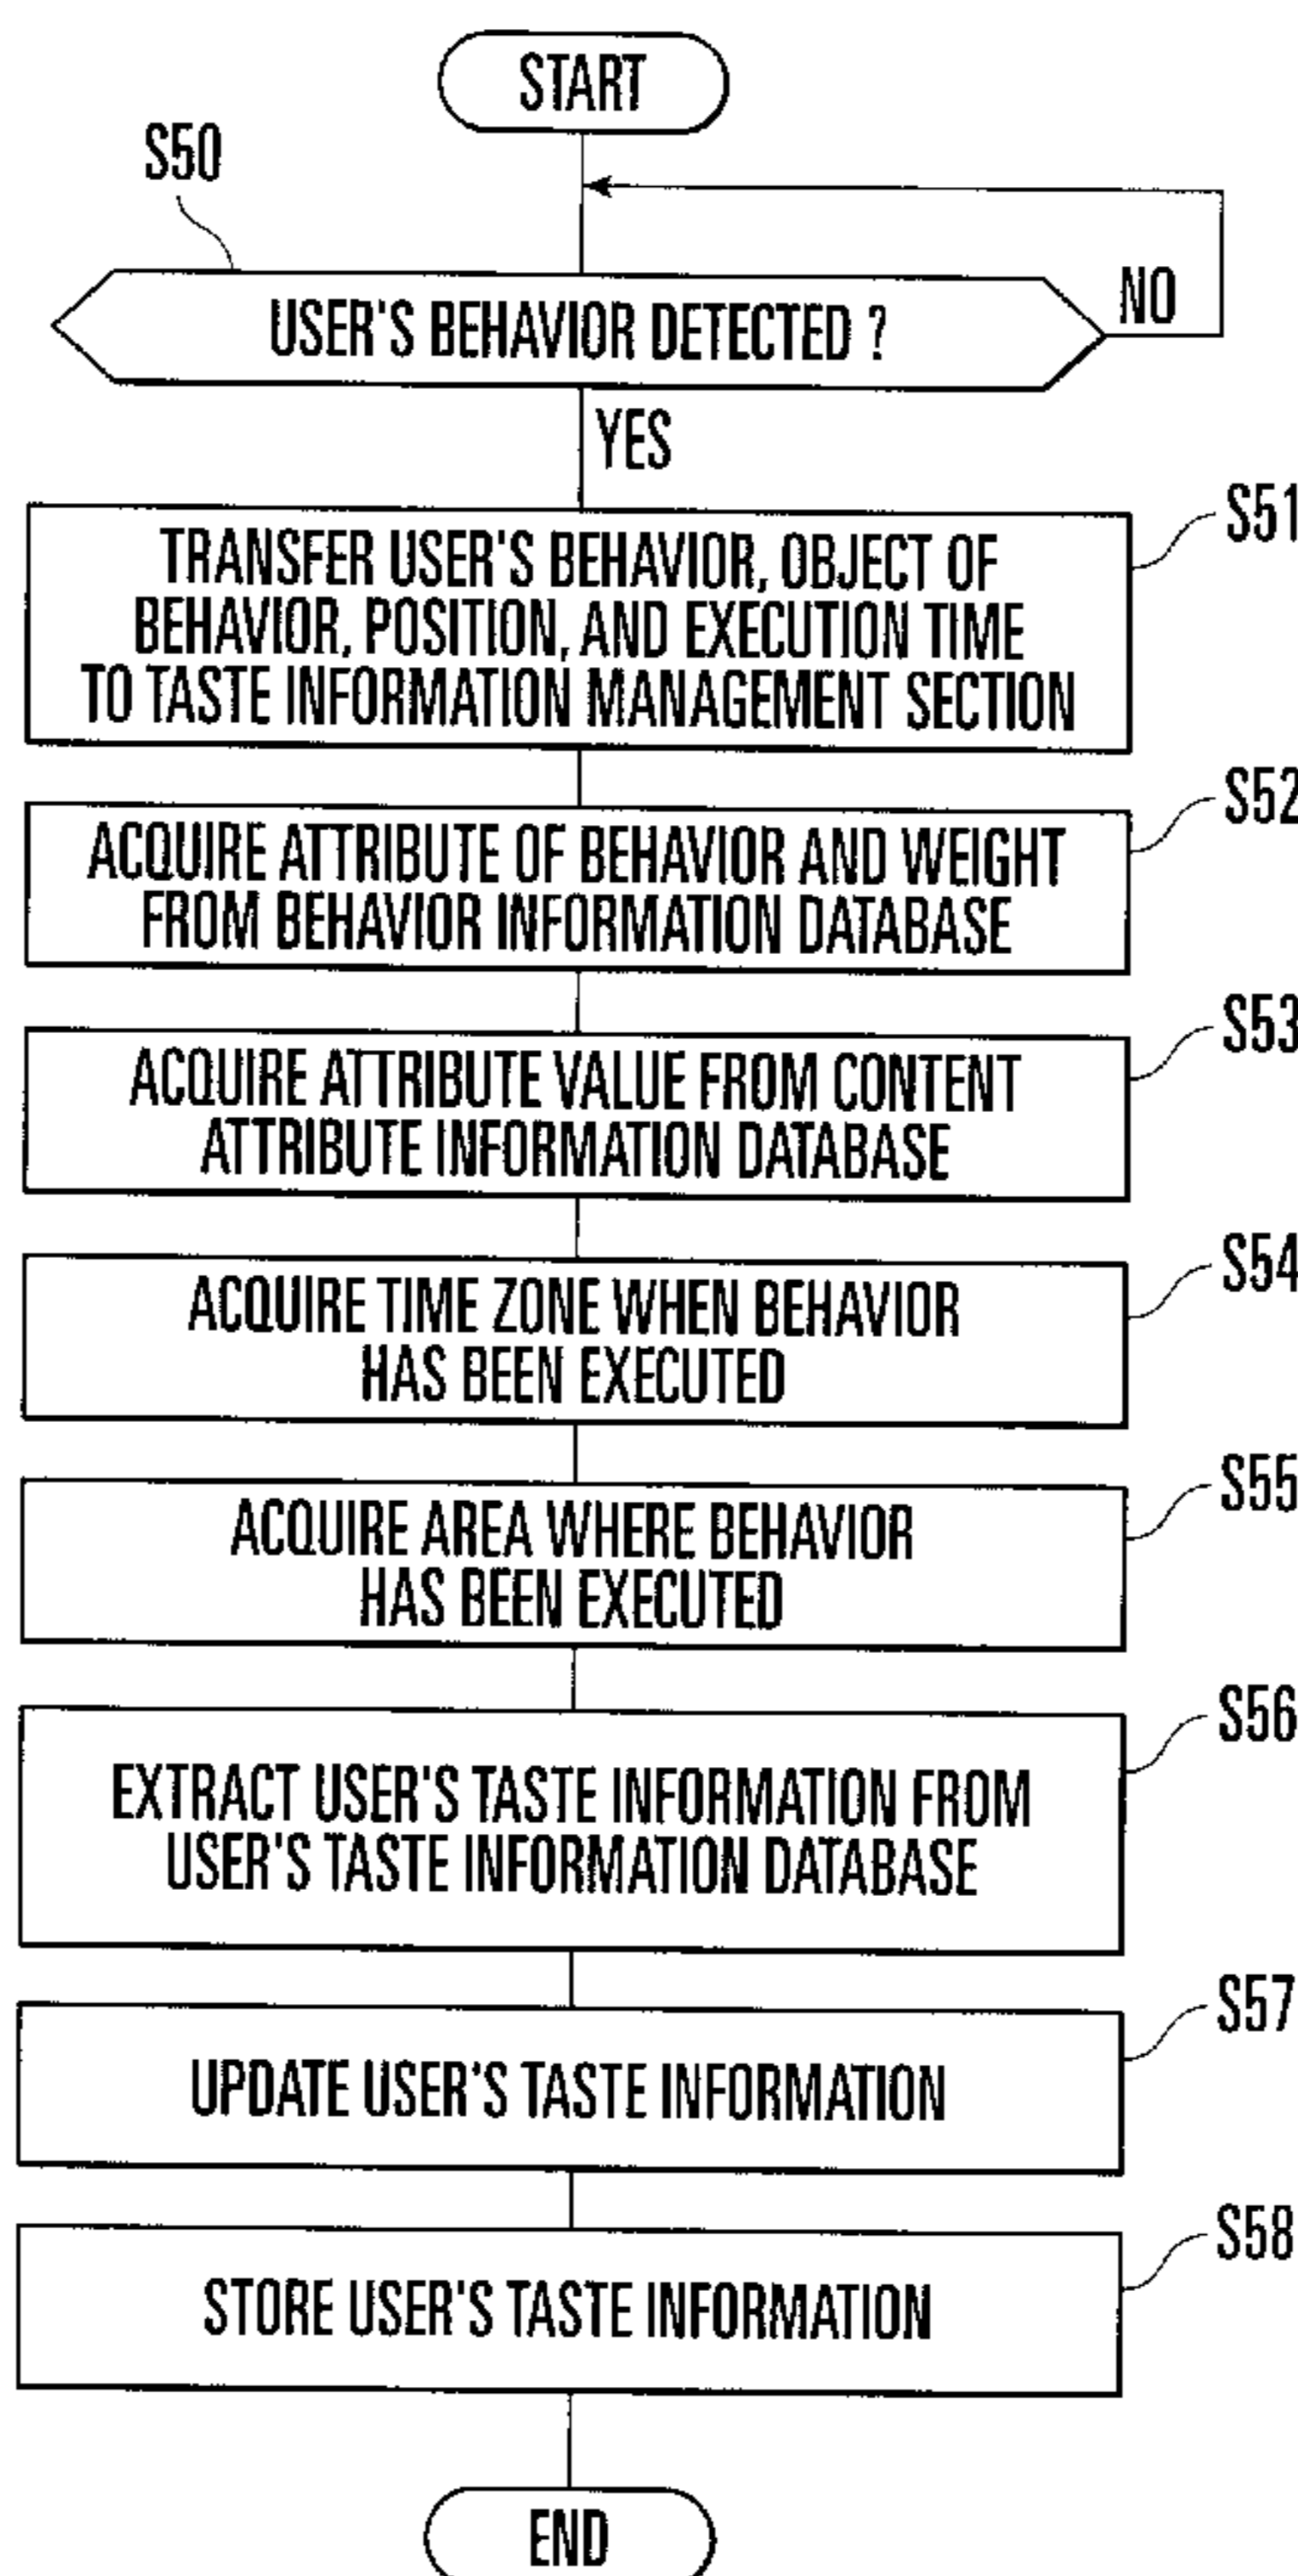 START
S50
USER'S BEHAVIOR DETECTED ?
NO
YES
S51
TRANSFER USER'S BEHAVIOR, OBJECT OF
BEHAVIOR, POSITION, AND EXECUTION TIME
TO TASTE INFORMATION MANAGEMENT SECTION
S52
ACQUIRE ATTRIBUTE OF BEHAVIOR AND WEIGHT
FROM BEHAVIOR INFORMATION DATABASE
S53
ACQUIRE ATTRIBUTE VALUE FROM CONTENT
ATTRIBUTE INFORMATION DATABASE
S54
ACQUIRE TIME ZONE WHEN BEHAVIOR
HAS BEEN EXECUTED
S55
ACQUIRE AREA WHERE BEHAVIOR
HAS BEEN EXECUTED
S56
EXTRACT USER'S TASTE INFORMATION FROM
USER'S TASTE INFORMATION DATABASE
S57
UPDATE USER'S TASTE INFORMATION
S58
STORE USER'S TASTE INFORMATION
END